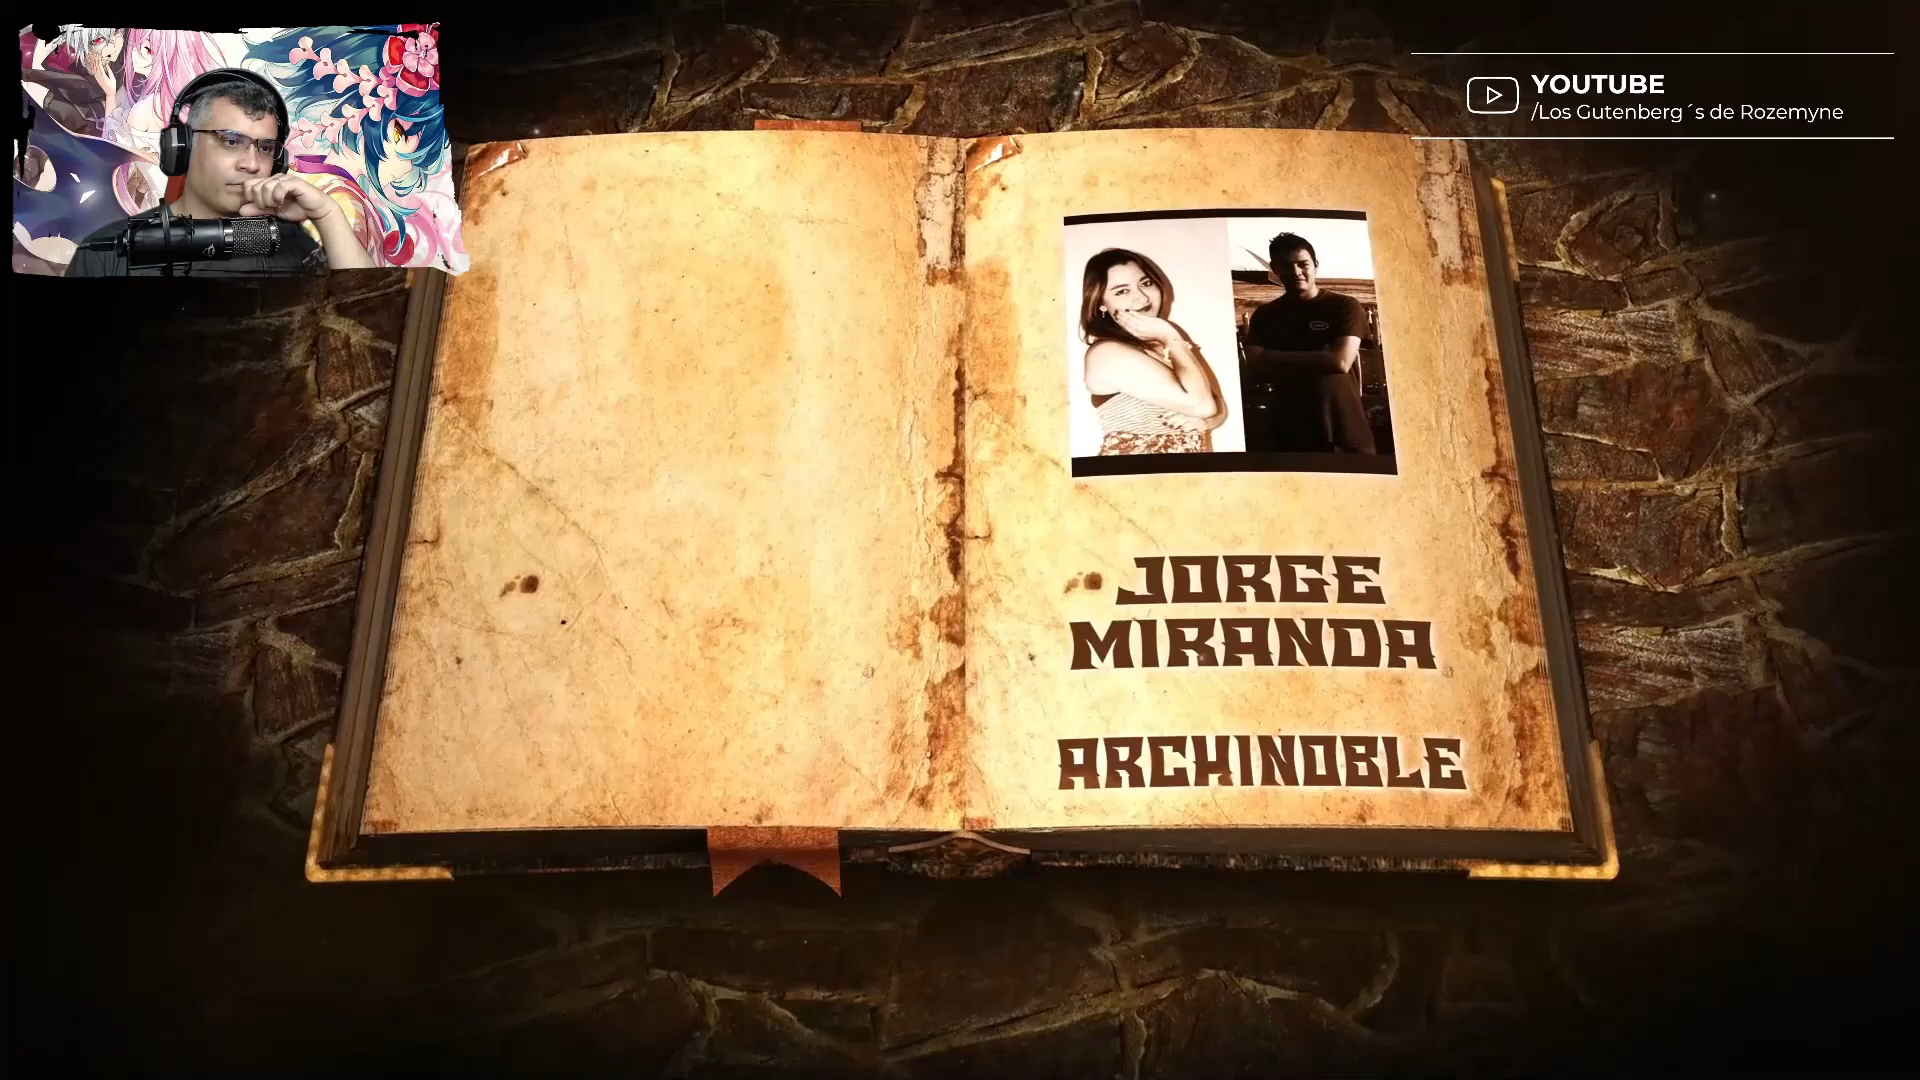 YOUTUBE
/Los Gutenberg´s de Rozemyne
JORGE
MIRANDA
ARCHINOBLE